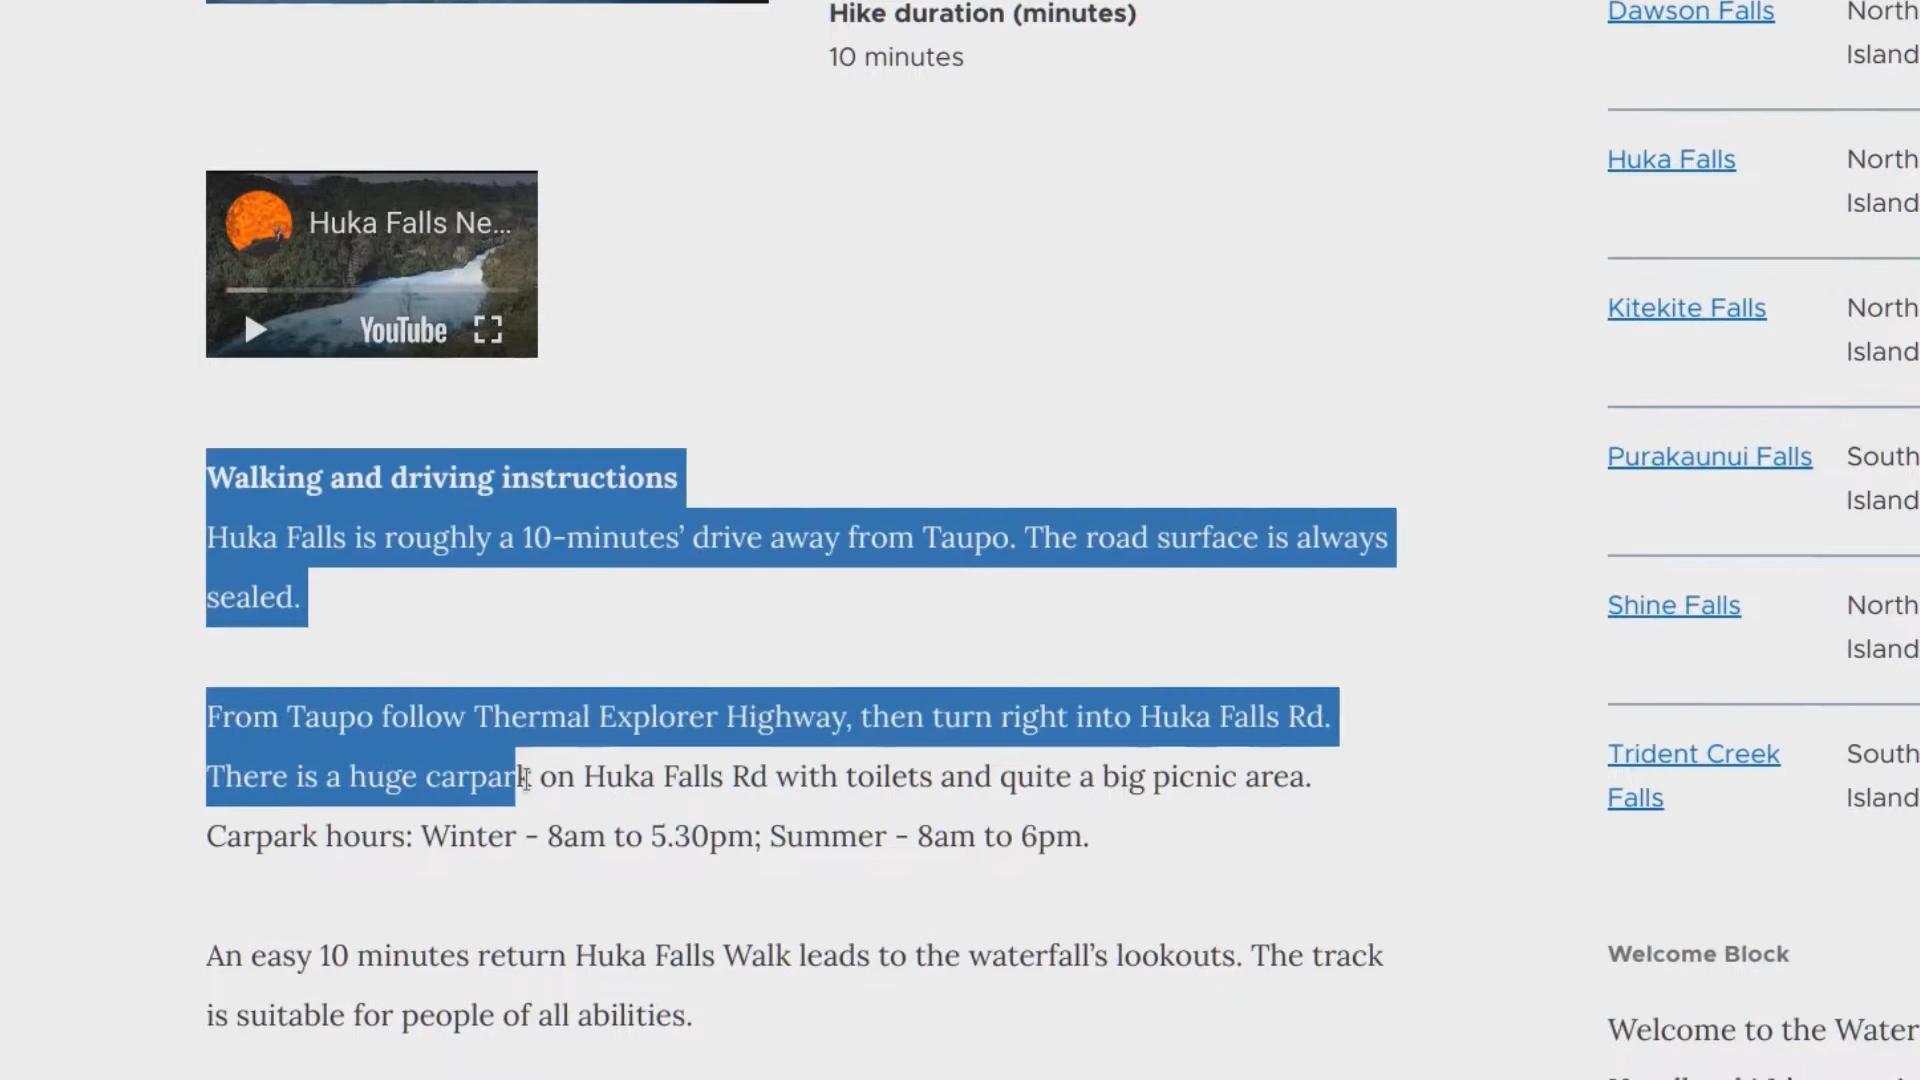 Hike duration (minutes)
10 minutes
Huka Falls Ne...
YouTube
Walking and driving instructions
Huka Falls is roughly a 10-minutes’ drive away from Taupo. The road surface is always
sealed.
From Taupo follow Thermal Explorer Highway, then turn right into Huka Falls Rd.
There is a huge carpark on Huka Falls Rd with toilets and quite a big picnic area.
Carpark hours: Winter - 8am to 5.30pm; Summer - 8am to 6pm.
An easy 10 minutes return Huka Falls Walk leads to the waterfall’s lookouts. The track
is suitable for people of all abilities.
Dawson Falls North
Island
Huka Falls North
Island
Kitekite Falls North
Island
Purakaunui Falls South
Island
Shine Falls North
Island
Trident Creek South
Falls Island
Welcome Block
Welcome to the Water